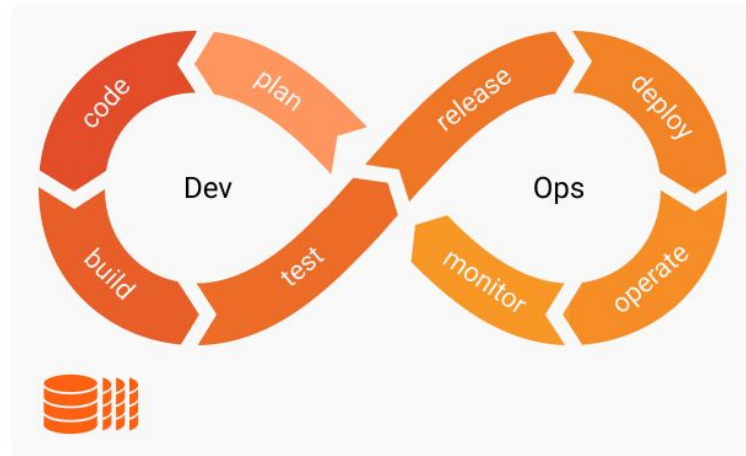 plan
code
build
test
release
deploy
operate
monitor
Dev
Ops